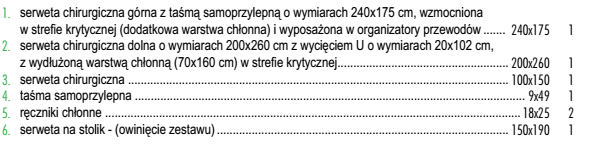 1. serweta chirurgiczna górna z taśmą samoprzylepną o wymiarach 240x175 cm, wzmocniona
w strefie krytycznej (dodatkowa warstwa chłonna) i wyposażona w organizatory przewodów ....... 240x175 1
2. serweta chirurgiczna dolna o wymiarach 200x260 cm z wycięciem U o wymiarach 20x102 cm,
z wydłużoną warstwą chłonną (70x160 cm) w strefie krytycznej.................................................... 200x260 1
3. serweta chirurgiczna .................................................................................................................. 100x150 1
4. taśma samoprzylepna ..................................................................................................................... 9x49 1
5. ręczniki chłonne ............................................................................................................................. 18x25 2
6. serweta na stolik - (owinięcie zestawu) ........................................................................................ 150x190 1